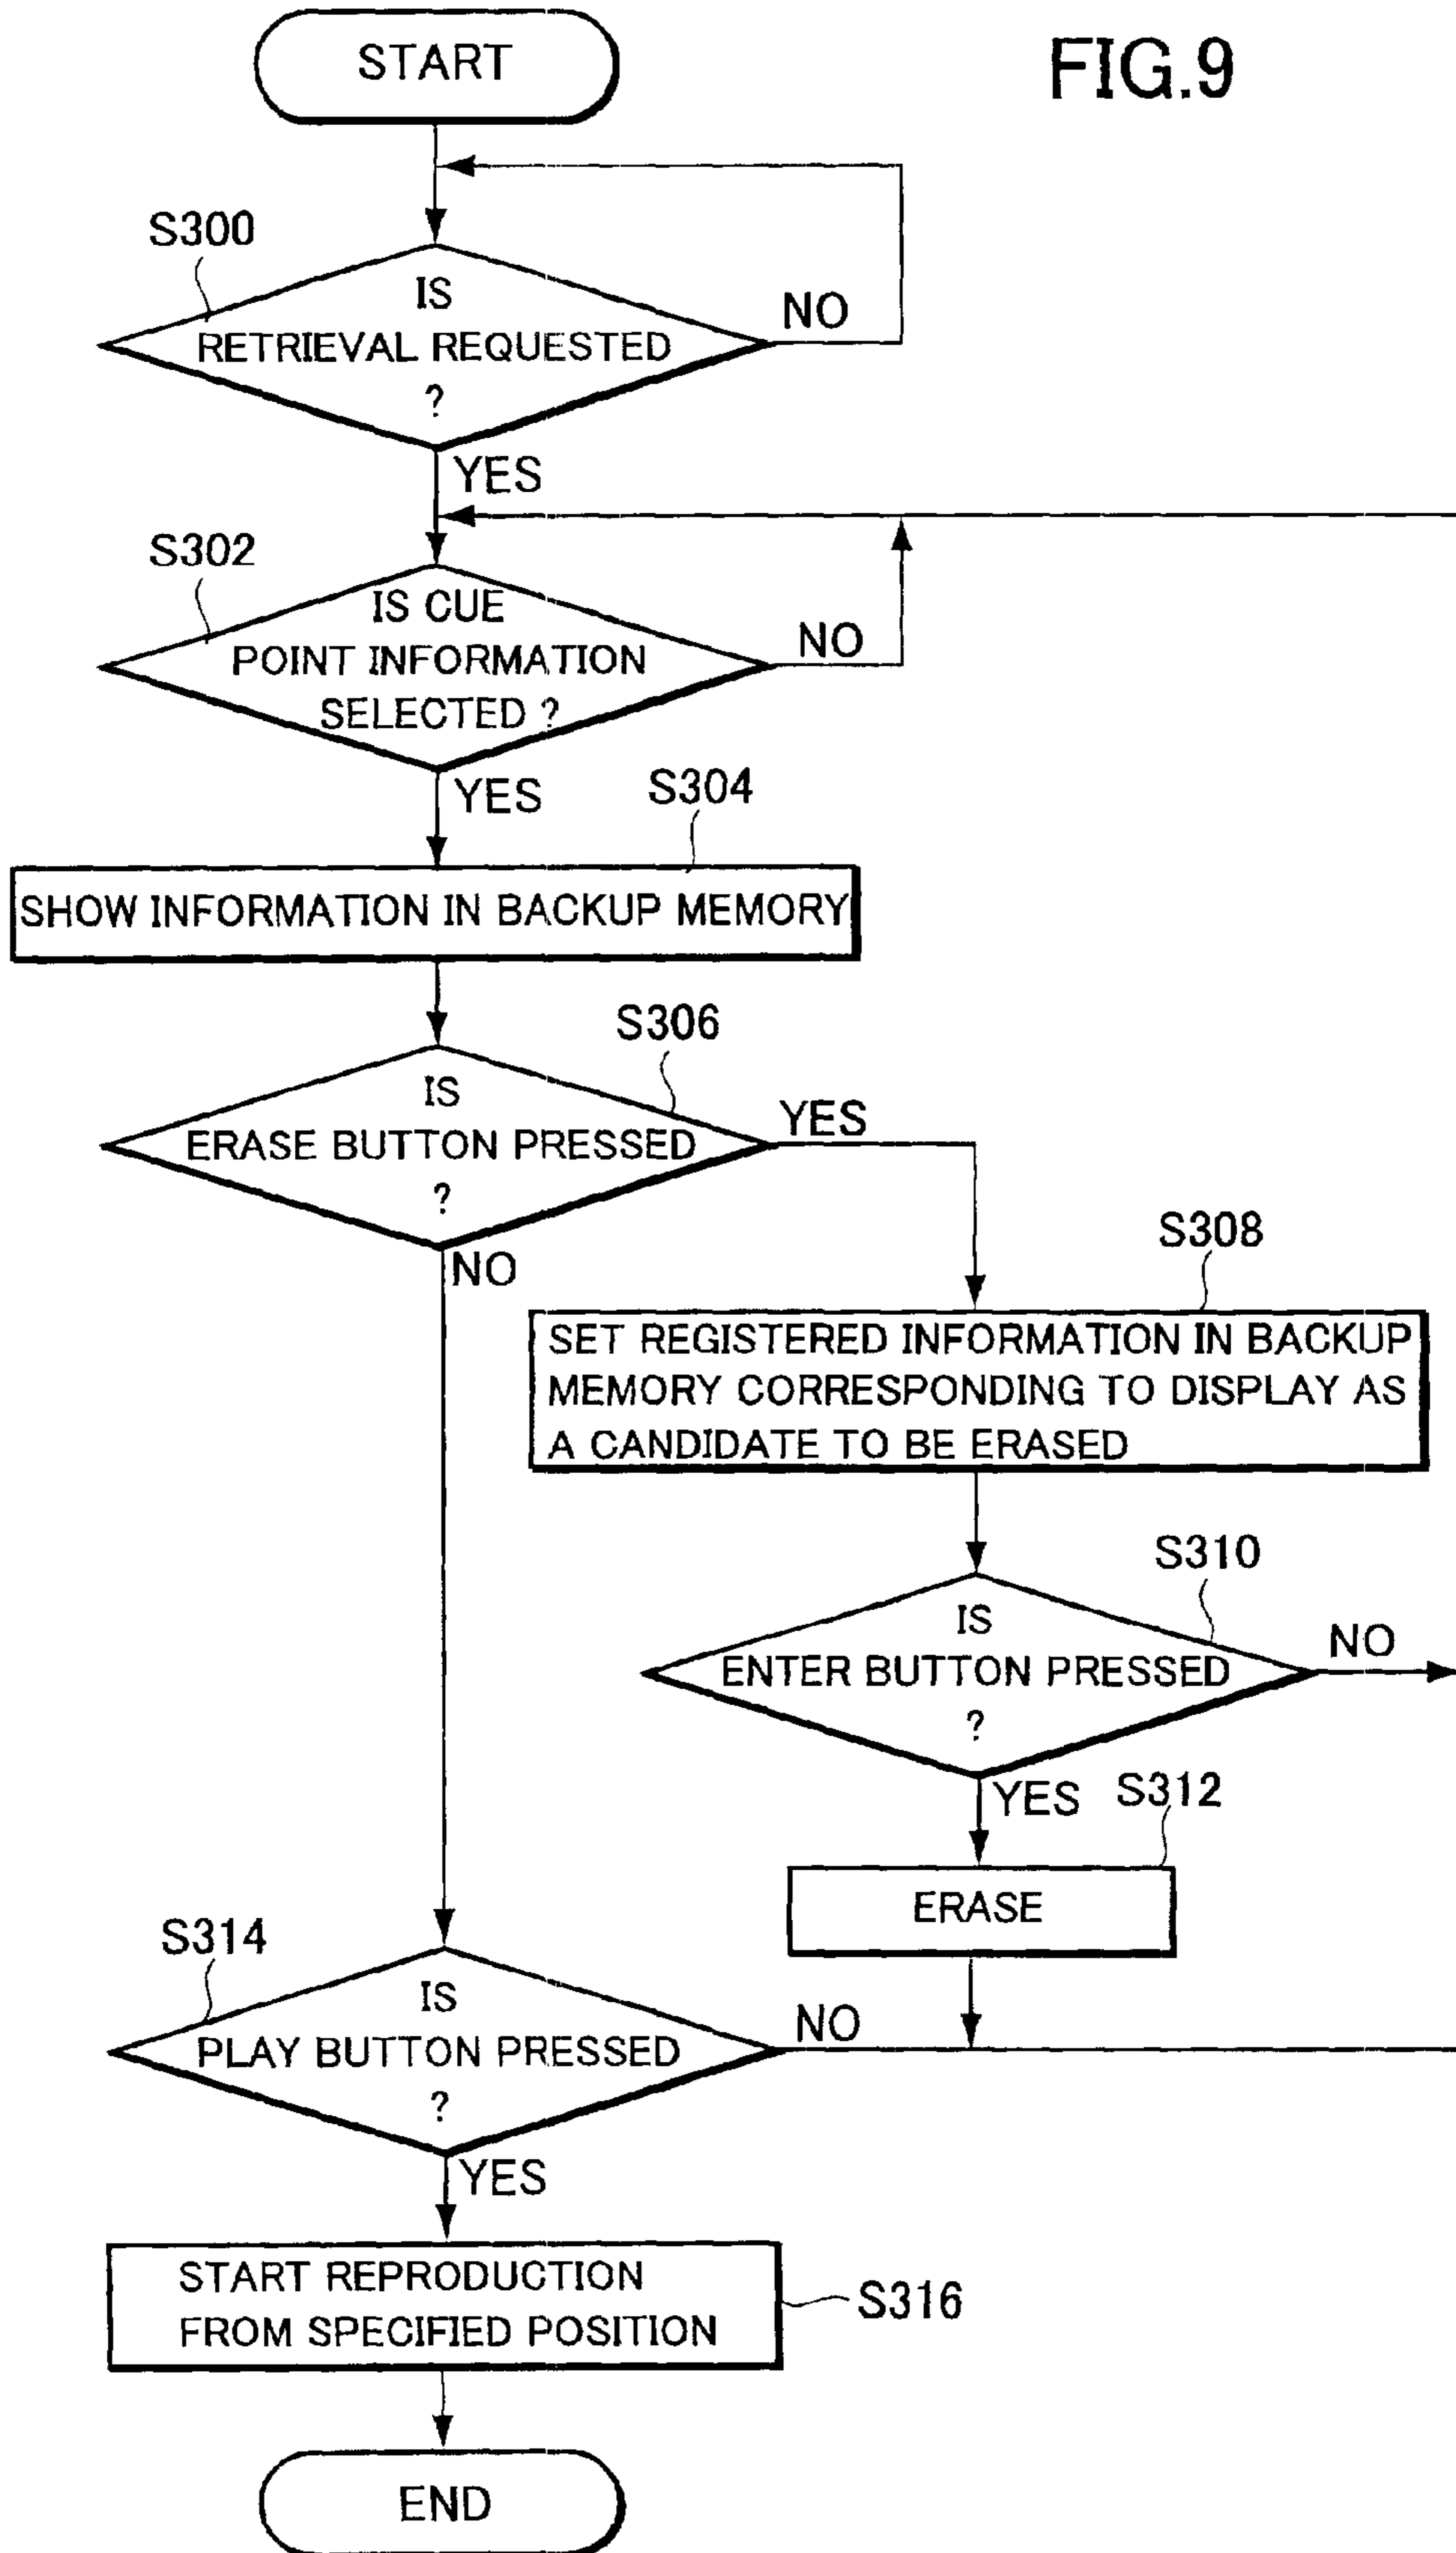 START
FIG.9
S300
IS
RETRIEVAL REQUESTED
?
NO
YES
S302
IS CUE
POINT INFORMATION
SELECTED ?
NO
YES
S304
SHOW INFORMATION IN BACKUP MEMORY
S306
IS
ERASE BUTTON PRESSED
?
YES
NO
S308
SET REGISTERED INFORMATION IN BACKUP
MEMORY CORRESPONDING TO DISPLAY AS
A CANDIDATE TO BE ERASED
S310
IS
ENTER BUTTON PRESSED
?
NO
YES
S312
ERASE
S314
IS
PLAY BUTTON PRESSED
?
NO
YES
START REPRODUCTION
FROM SPECIFIED POSITION
S316
END